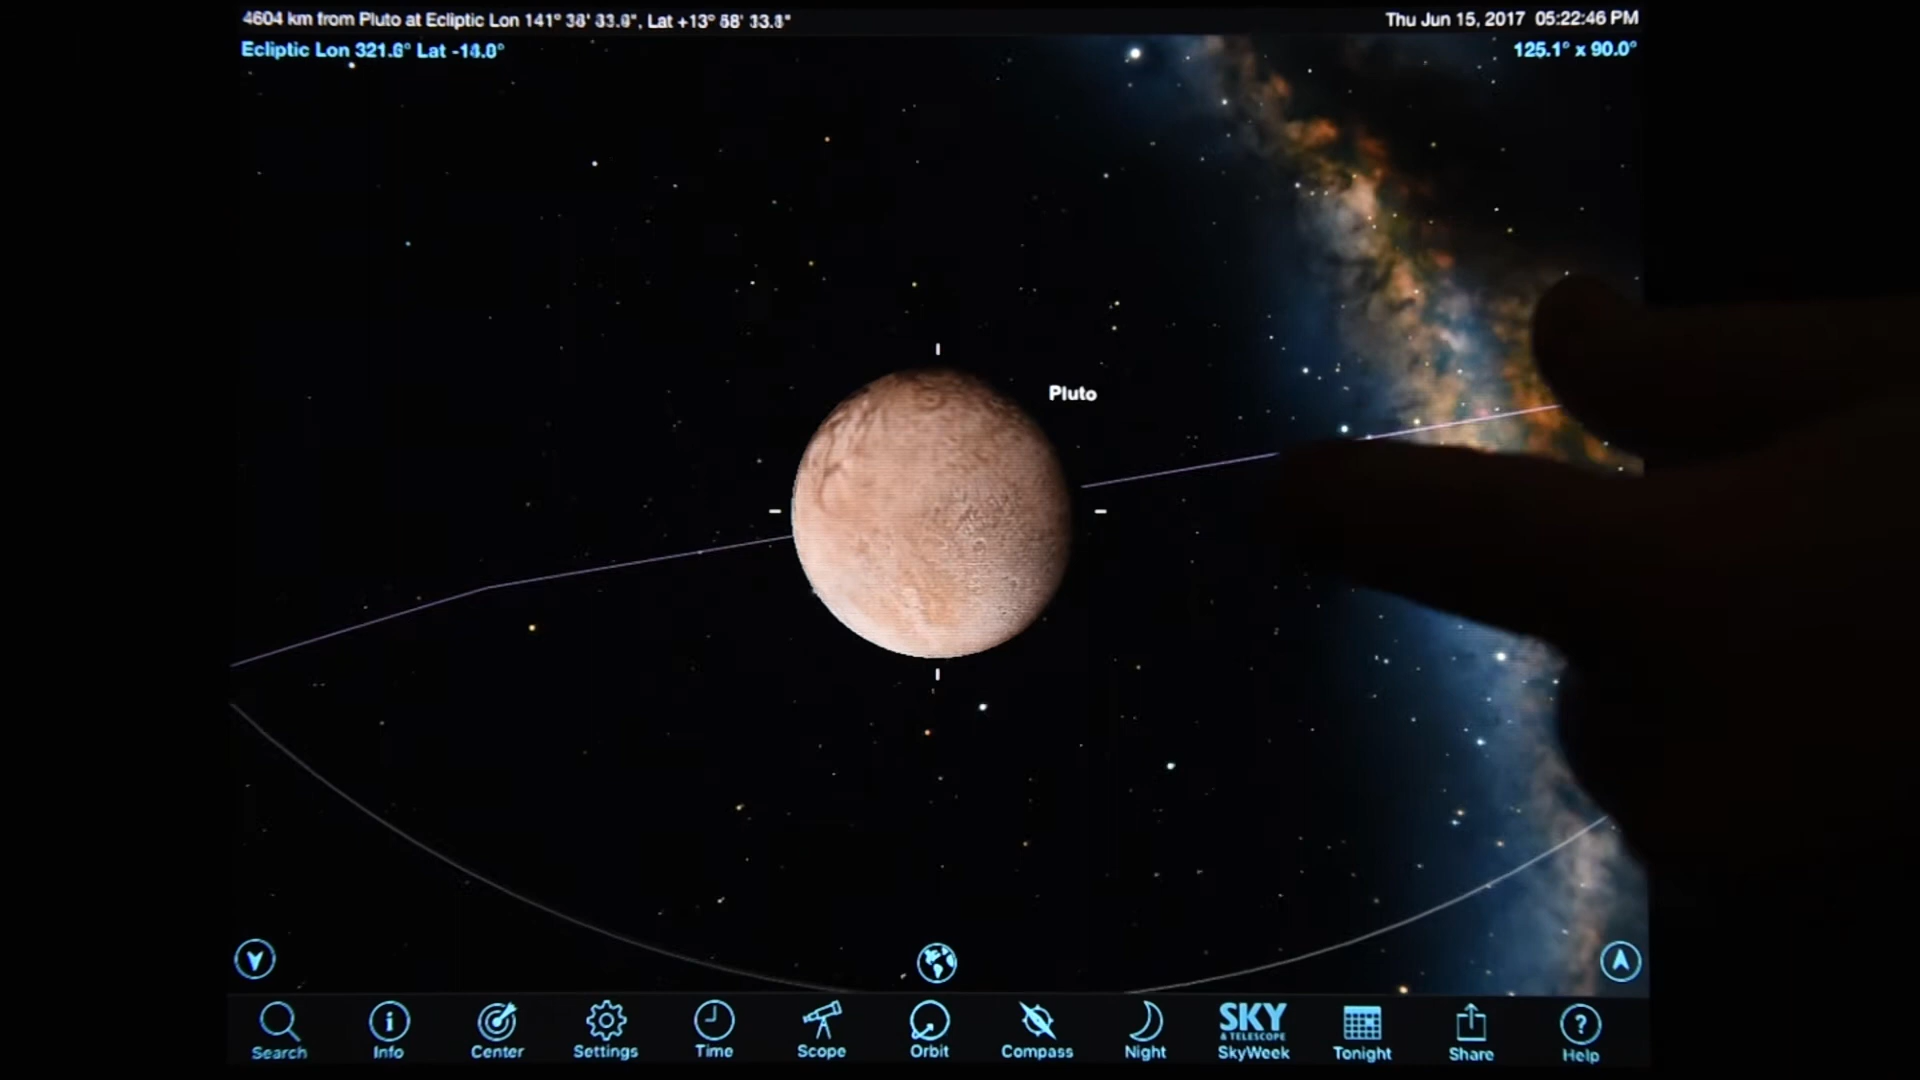 4604 km from Pluto at Ecliptic Lon 141° 38' 33.9", Lat +13° 58' 33.8"
Thu Jun 15, 2017 05:22:46 PM
Ecliptic Lon 321.6° Lat -14.0°
125.1° x 90.0°
Pluto
Search
Info
Center
Settings
Time
Scope
Orbit
Compass
Night
SKY
& TELESCOPE
SkyWeek
Tonight
Share
Help